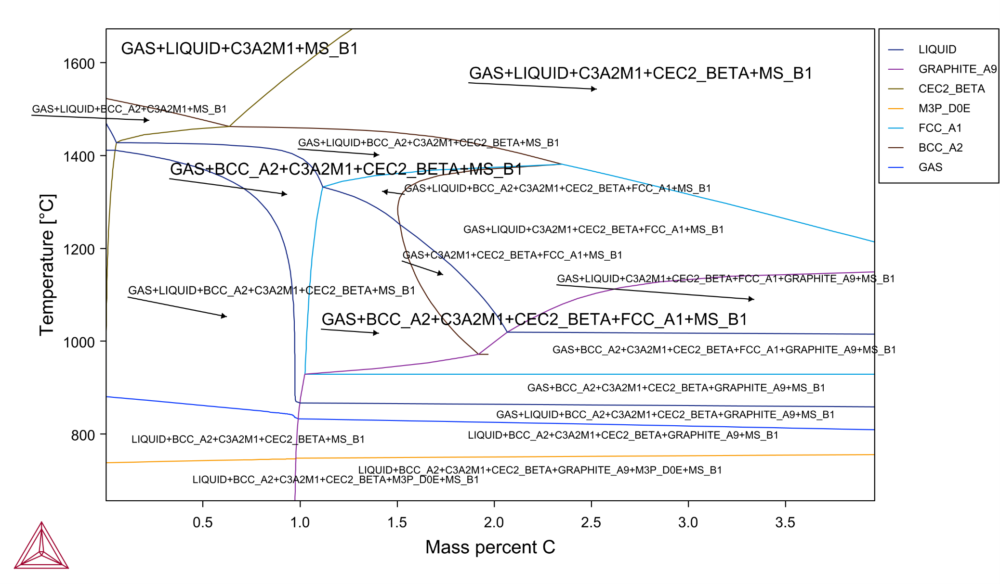 GAS+LIQUID+C3A2M1+MS_B1
GAS+LIQUID+C3A2M1+CEC2_BETA+MS_B1
GAS+LIQUID+BCC_A2+C3A2M1+MS_B1
GAS+LIQUID+BCC_A2+C3A2M1+CEC2_BETA+MS_B1
GAS+BCC_A2+C3A2M1+CEC2_BETA+MS_B1
GAS+LIQUID+BCC_A2+C3A2M1+CEC2_BETA+FCC_A1+MS_B1
GAS+LIQUID+C3A2M1+CEC2_BETA+FCC_A1+MS_B1
GAS+C3A2M1+CEC2_BETA+FCC_A1+MS_B1
GAS+LIQUID+C3A2M1+CEC2_BETA+FCC_A1+GRAPHITE_A9+MS_B1
GAS+LIQUID+BCC_A2+C3A2M1+CEC2_BETA+MS_B1
GAS+BCC_A2+C3A2M1+CEC2_BETA+FCC_A1+MS_B1
GAS+BCC_A2+C3A2M1+CEC2_BETA+FCC_A1+GRAPHITE_A9+MS_B1
GAS+BCC_A2+C3A2M1+CEC2_BETA+GRAPHITE_A9+MS_B1
GAS+LIQUID+BCC_A2+C3A2M1+CEC2_BETA+GRAPHITE_A9+MS_B1
LIQUID+BCC_A2+C3A2M1+CEC2_BETA+GRAPHITE_A9+MS_B1
LIQUID+BCC_A2+C3A2M1+CEC2_BETA+MS_B1
LIQUID+BCC_A2+C3A2M1+CEC2_BETA+GRAPHITE_A9+M3P_D0E+MS_B1
LIQUID+BCC_A2+C3A2M1+CEC2_BETA+M3P_D0E+MS_B1
LIQUID
GRAPHITE_A9
CEC2_BETA
M3P_D0E
FCC_A1
BCC_A2
GAS
Temperature [°C]
1600
1400
1200
1000
800
0.5 1.0 1.5 2.0 2.5 3.0 3.5
Mass percent C